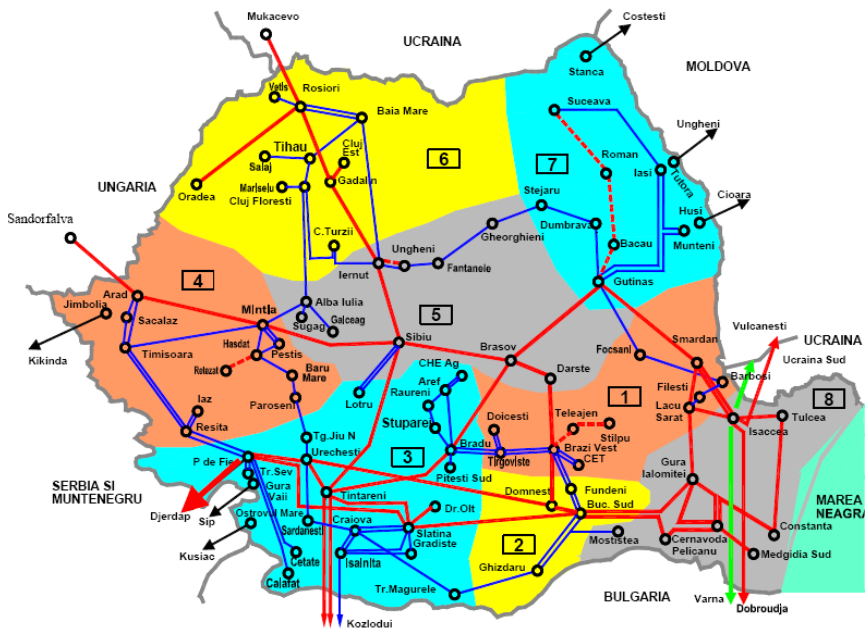 Mukacevo
UCRAINA
Costesti
Stanca
MOLDOVA
Vetis
Rosiori
Baia Mare
Suceava
Ungheni
Tihau
Cluj
Est
Salaj
6
7
Roman
Iasi
Tutora
Marlselu
Gadalin
Cluj Floresti
Oradea
UNGARIA
Stejaru
Husi
Cioara
Sandorfalva
C.Turzii
Ungheni
Gheorghieni
Dumbrava
Bacau
Munteni
Iernut
Fantanele
Gutinas
4
Arad
Jimbolia
Sacalaz
Mintia
Alba Iulia
Sugag
Galceag
5
Kikinda
Timisoara
Hasdat
Pestis
Sibiu
Brasov
Focsani
Smardan
Vulcanesti
UCRAINA
Ucraina Sud
Retezat
Baru
Mare
CHE Ag
Aref
Raureni
Darste
Barbosi
Filesti
Iaz
Paroseni
Lotru
Stuparei
Doicesti
Teleajen
1
Lacu
Sarat
8
Tulcea
Resita
Tg.Jiu N
Stilpu
Isaccea
P de Fie
Urechesti
3
Bradu
Tirgoviste
Brazi Vest
CET
Gura
Ialomitei
SERBIA SI
MUNTENEGRU
Tr.Sev
Gura
Vaii
Pitesti Sud
Tintareni
Domnest
Fundeni
MAREA
NEAGRA
Djerdap
Sip
Ostrovul Mare
Dr.Olt
Buc. Sud
Sardanesti
Craiova
Slatina
Gradiste
2
Mostistea
Constanta
Kusiac
Cetate
Isalnita
Cernavoda
Pelicanu
Medgidia Sud
Calafat
Tr.Magurele
Ghizdaru
BULGARIA
Varna
Dobroudja
Kozlodui